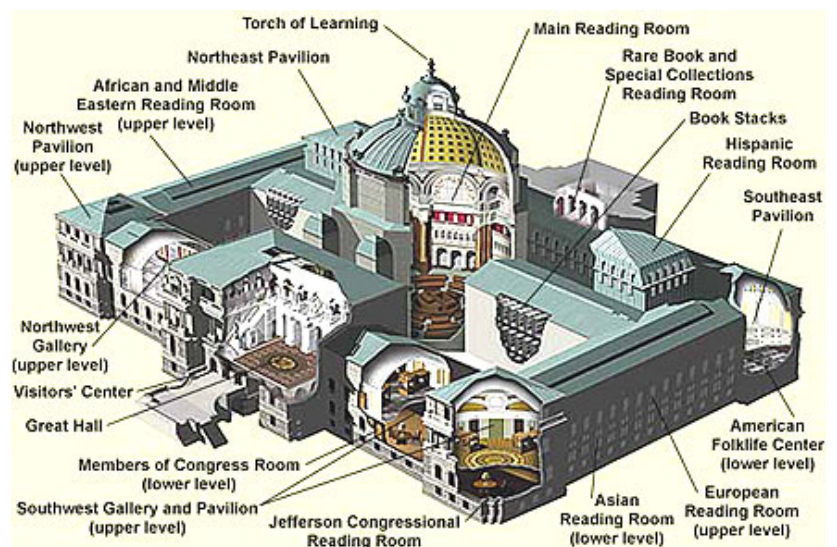 Torch of Learning
Main Reading Room
Northeast Pavilion
Rare Book and
Special Collections
Reading Room
African and Middle
Eastern Reading Room
(upper level)
Book Stacks
Northwest
Pavilion
(upper level)
Hispanic
Reading Room
Southeast
Pavilion
Northwest
Gallery
(upper level)
Visitors' Center
Great Hall
American
Folklife Center
(lower level)
Members of Congress Room
(lower level)
Southwest Gallery and Pavilion
(upper level)
Jefferson Congressional
Reading Room
Asian
Reading Room
(lower level)
European
Reading Room
(upper level)